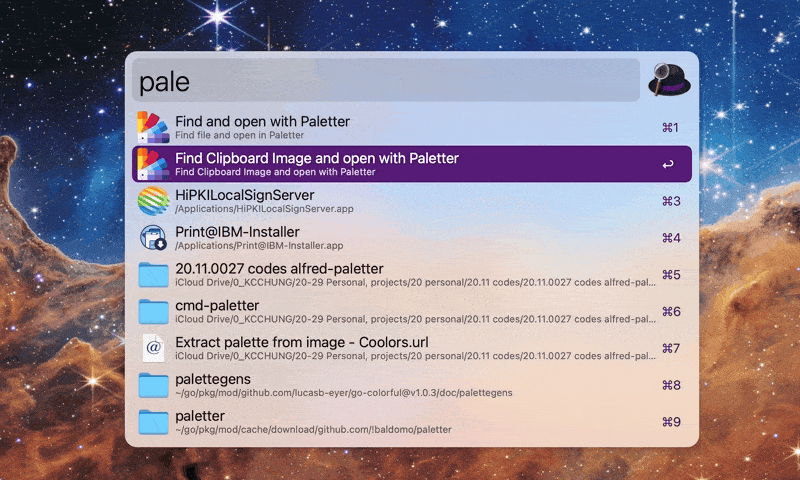 pale
Find and open with Paletter
Find file and open in Paletter
⌘1
Find Clipboard Image and open with Paletter
Find Clipboard Image and open with Paletter
↩
HiPKILocalSignServer
/Applications/HiPKILocalSignServer.app
⌘3
Print@IBM-Installer
/Applications/Print@IBM-Installer.app
⌘4
20.11.0027 codes alfred-paletter
iCloud Drive/0_KCCHUNG/20-29 Personal, projects/20 personal/20.11 codes/20.11.0027 codes alfred-pal...
⌘5
cmd-paletter
iCloud Drive/0_KCCHUNG/20-29 Personal, projects/20 personal/20.11 codes/20.11.0027 codes alfred-pal...
⌘6
Extract palette from image - Coolors.url
iCloud Drive/0_KCCHUNG/20-29 Personal, projects/20 personal/20.11 codes/20.11.0027 codes alfred-pal...
⌘7
palettegens
~/go/pkg/mod/github.com/lucasb-eyer/go-colorful@v1.0.3/doc/palettegens
⌘8
paletter
~/go/pkg/mod/cache/download/github.com/!baldomo/paletter
⌘9